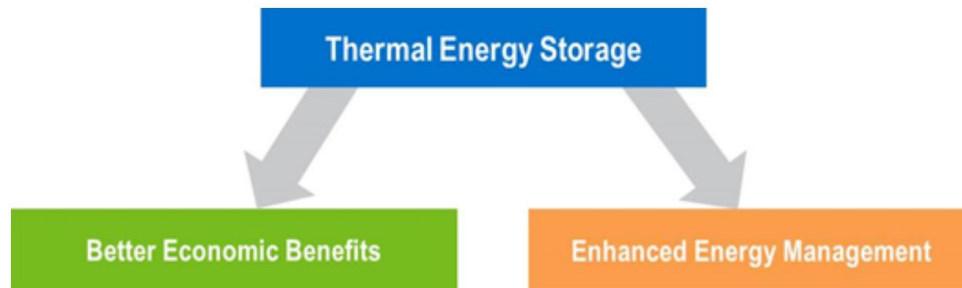 Thermal Energy Storage
Better Economic Benefits
Enhanced Energy Management